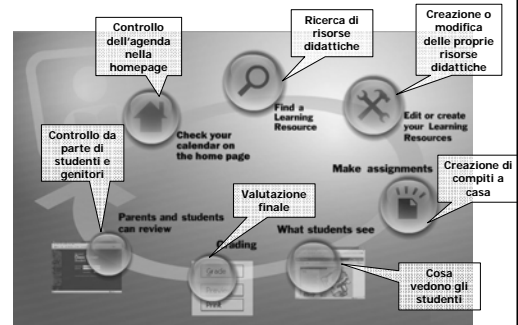 Controllo
dell'agenda
nella
homepage
Ricerca di
risorse
didattiche
Creazione o
modifica
delle proprie
risorse
didattiche
Find a
Learning
Resource
Edit or create
your Learning
Resources
Check your
calendar on
the home page
Controllo da
parte di
studenti e
genitori
Make assignments
Creazione di
compiti a
casa
Valutazione
finale
Parents and students
can review
Grading
What students see
Grade
Preview
Print
Cosa
vedono gli
studenti